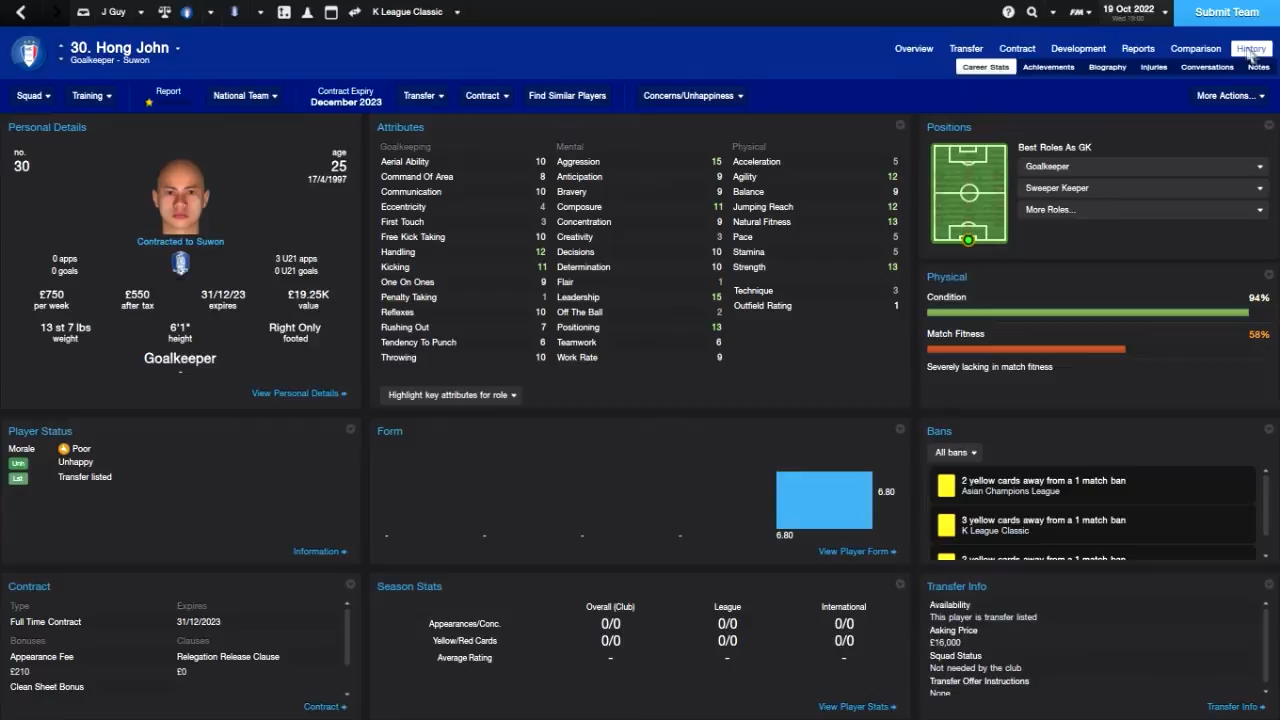 J Guy
K League Classic
FM
19 Oct 2022
Wed 19:00
Submit Team
30. Hong John
Goalkeeper - Suwon
Overview Transfer Contract Development Reports Comparison History
Career Stats Achievements Biography Injuries Conversations Notes
Squad Training Report National Team Contract Expiry December 2023 Transfer Contract Find Similar Players Concerns/Unhappiness More Actions...
Personal Details
no. 30
age 25
17/4/1997
Contracted to Suwon
0 apps
0 goals
3 U21 apps
0 U21 goals
£750 per week
£550 after tax
31/12/23 expires
£19.25K value
13 st 7 lbs weight
6'1" height
Right Only footed
Goalkeeper
-
View Personal Details
Attributes
Goalkeeping Mental Physical
Aerial Ability 10 Aggression 15 Acceleration 5
Command Of Area 8 Anticipation 9 Agility 12
Communication 10 Bravery 9 Balance 9
Eccentricity 4 Composure 11 Jumping Reach 12
First Touch 3 Concentration 9 Natural Fitness 13
Free Kick Taking 10 Creativity 3 Pace 5
Handling 12 Decisions 10 Stamina 5
Kicking 11 Determination 10 Strength 13
One On Ones 9 Flair 1
Technique 3
Penalty Taking 1 Leadership 15
Outfield Rating 1
Reflexes 10 Off The Ball 2
Rushing Out 7 Positioning 13
Tendency To Punch 6 Teamwork 6
Throwing 10 Work Rate 9
Highlight key attributes for role
Positions
Best Roles As GK
Goalkeeper
Sweeper Keeper
More Roles...
Physical
Condition 94%
Match Fitness 58%
Severely lacking in match fitness
Player Status
Morale Poor
Unh Unhappy
Lst Transfer listed
Information
Form
- - - -
6.80
6.80
View Player Form
Bans
All bans
2 yellow cards away from a 1 match ban
Asian Champions League
3 yellow cards away from a 1 match ban
K League Classic
2 yellow cards away from a 1 match ban
Contract
Type Expires
Full Time Contract 31/12/2023
Bonuses Clauses
Appearance Fee Relegation Release Clause
£210 £0
Clean Sheet Bonus
Contract
Season Stats
Overall (Club) League International
Appearances/Conc. 0/0 0/0 0/0
Yellow/Red Cards 0/0 0/0 0/0
Average Rating - - -
View Player Stats
Transfer Info
Availability
This player is transfer listed
Asking Price
£16,000
Squad Status
Not needed by the club
Transfer Offer Instructions
None
Transfer Info